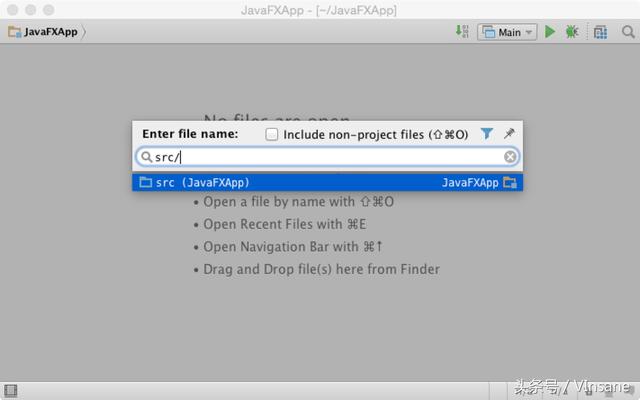 JavaFXApp - [~/JavaFXApp]
JavaFXApp
Main
No files are open
Enter file name:
Include non-project files (⇧⌘O)
src/
src (JavaFXApp)
JavaFXApp
• Open a file by name with ⇧⌘O
• Open Recent Files with ⌘E
• Open Navigation Bar with ⌘↑
• Drag and Drop file(s) here from Finder
头条号 / Vinsane